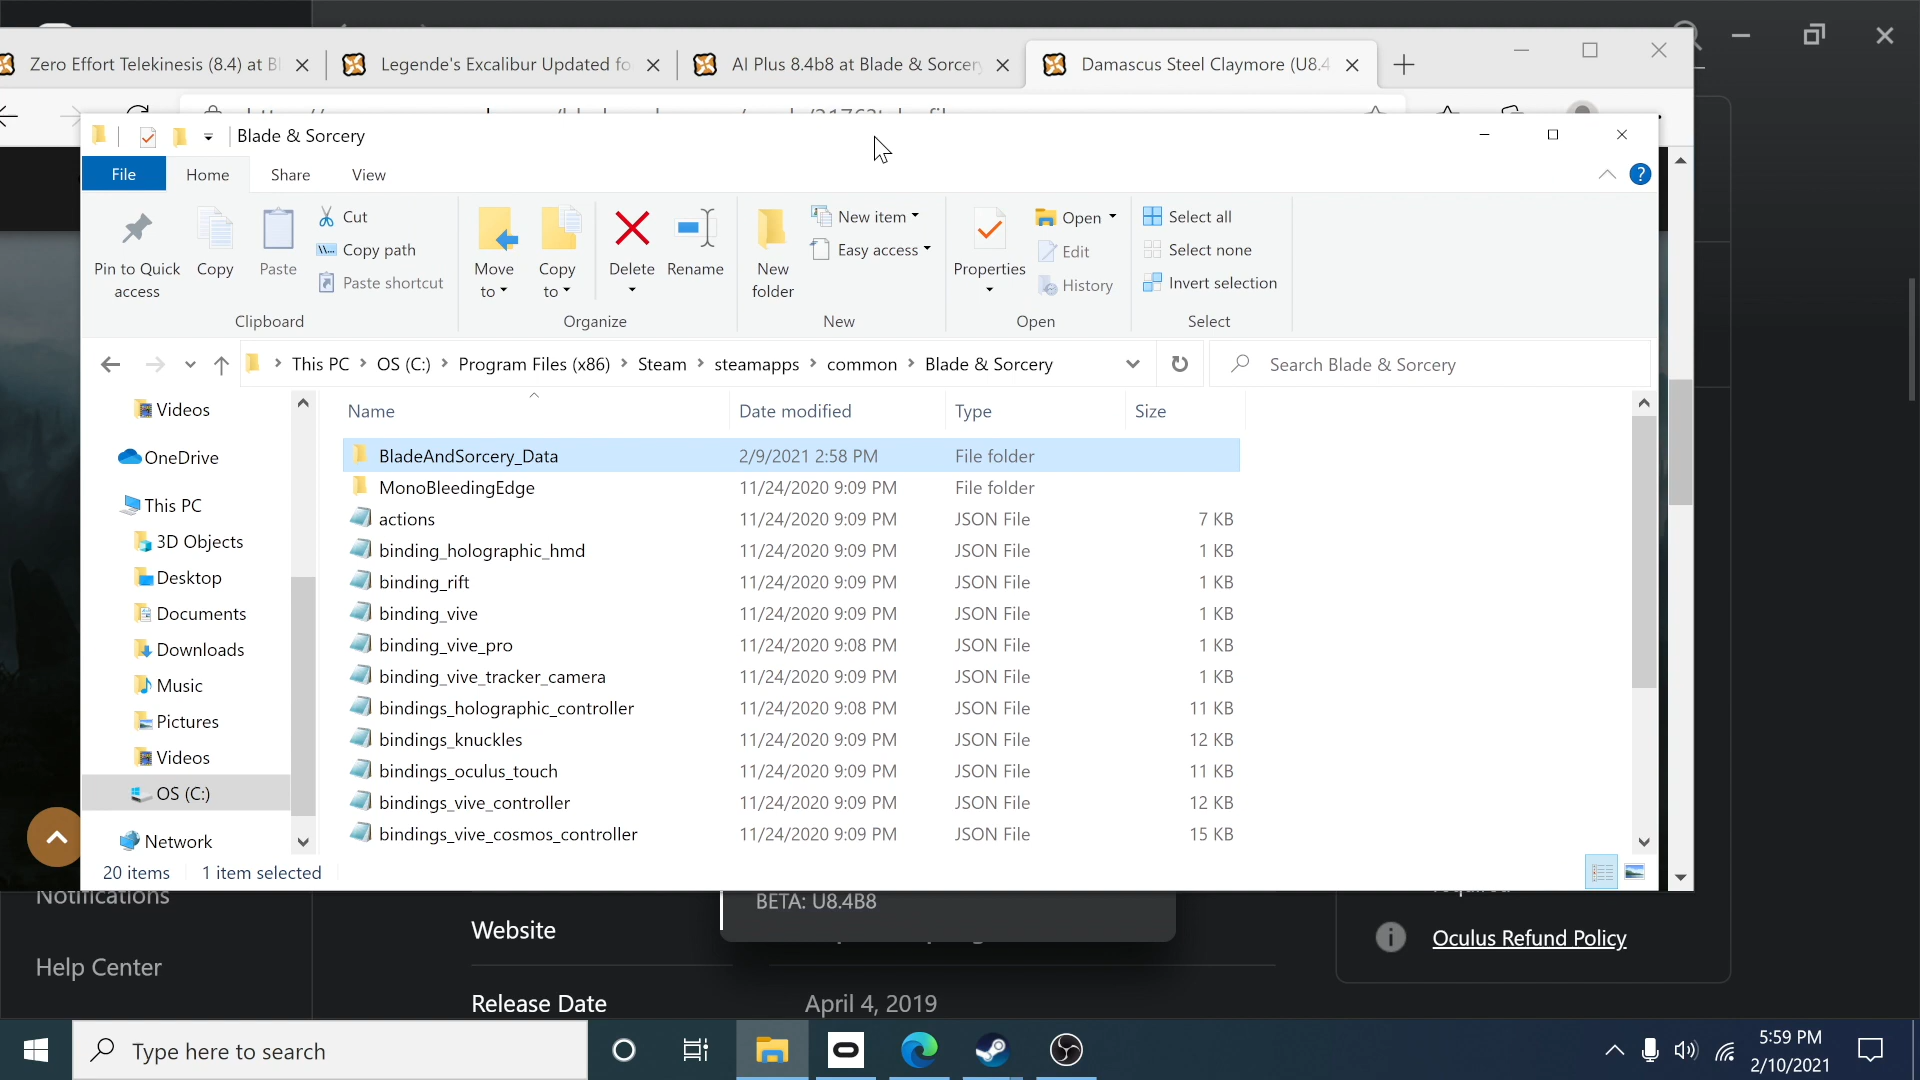 Zero Effort Telekinesis (8.4) at Bl
Legende's Excalibur Updated fo
AI Plus 8.4b8 at Blade & Sorcery
Damascus Steel Claymore (U8.4
Blade & Sorcery
File
Home
Share
View
Pin to Quick access
Copy
Paste
Cut
Copy path
Paste shortcut
Clipboard
Move to
Copy to
Delete
Rename
Organize
New folder
New item
Easy access
New
Properties
Open
Edit
History
Open
Select all
Select none
Invert selection
Select
This PC
OS (C:)
Program Files (x86)
Steam
steamapps
common
Blade & Sorcery
Search Blade & Sorcery
Videos
OneDrive
This PC
3D Objects
Desktop
Documents
Downloads
Music
Pictures
Videos
OS (C:)
Network
Name Date modified Type Size
BladeAndSorcery_Data 2/9/2021 2:58 PM File folder
MonoBleedingEdge 11/24/2020 9:09 PM File folder
actions 11/24/2020 9:09 PM JSON File 7 KB
binding_holographic_hmd 11/24/2020 9:09 PM JSON File 1 KB
binding_rift 11/24/2020 9:09 PM JSON File 1 KB
binding_vive 11/24/2020 9:09 PM JSON File 1 KB
binding_vive_pro 11/24/2020 9:08 PM JSON File 1 KB
binding_vive_tracker_camera 11/24/2020 9:09 PM JSON File 1 KB
bindings_holographic_controller 11/24/2020 9:08 PM JSON File 11 KB
bindings_knuckles 11/24/2020 9:09 PM JSON File 12 KB
bindings_oculus_touch 11/24/2020 9:09 PM JSON File 11 KB
bindings_vive_controller 11/24/2020 9:09 PM JSON File 12 KB
bindings_vive_cosmos_controller 11/24/2020 9:09 PM JSON File 15 KB
20 items 1 item selected
Notifications
Help Center
BETA: U8.4B8
Website
Release Date April 4, 2019
Oculus Refund Policy
Type here to search
5:59 PM
2/10/2021